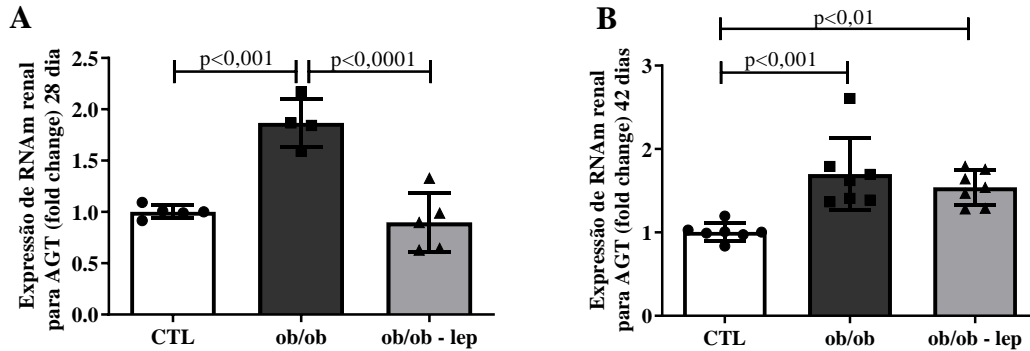 A
p<0,001
p<0,0001
Expressão de RNAm renal
para AGT (fold change) 28 dia
2.5
2.0
1.5
1.0
0.5
0.0
CTL
ob/ob
ob/ob - lep
B
p<0,01
p<0,001
Expressão de RNAm renal
para AGT (fold change) 42 dias
3
2
1
0
CTL
ob/ob
ob/ob - lep